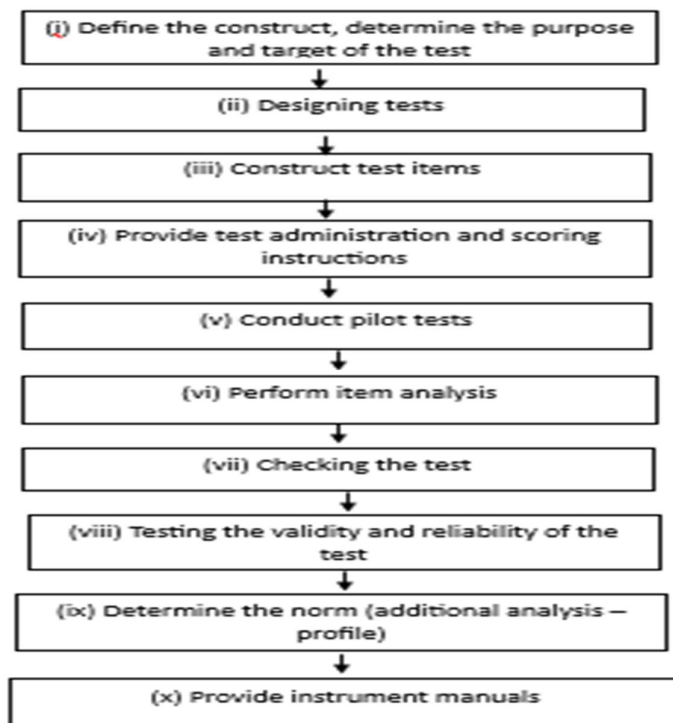 (i) Define the construct, determine the purpose
and target of the test
(ii) Designing tests
(iii) Construct test items
(iv) Provide test administration and scoring
instructions
(v) Conduct pilot tests
(vi) Perform item analysis
(vii) Checking the test
(viii) Testing the validity and reliability of the
test
(ix) Determine the norm (additional analysis –
profile)
(x) Provide instrument manuals